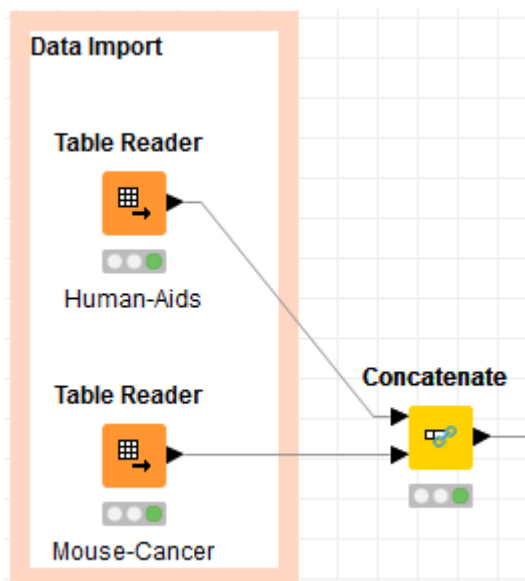 Data Import
Table Reader
Human-Aids
Concatenate
Table Reader
Mouse-Cancer